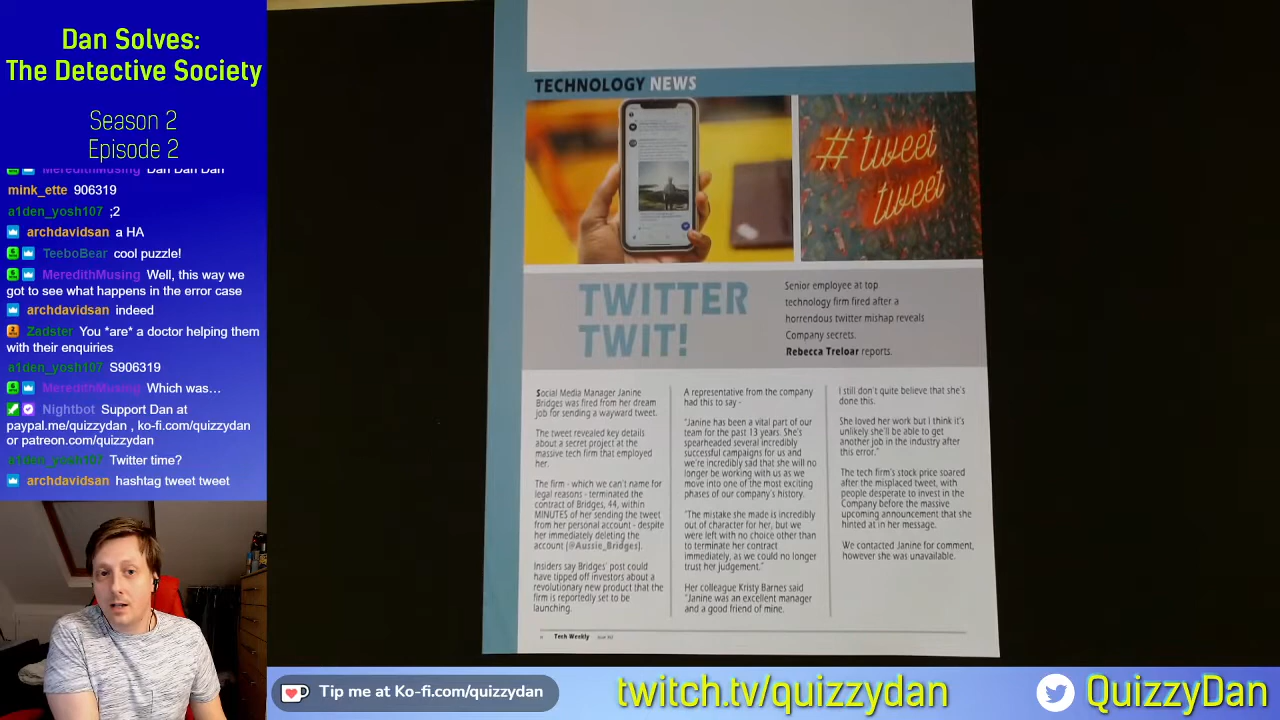 Dan Solves:
The Detective Society
Season 2
Episode 2
MeredithMusing Dan Dan Dan
mink_ette 906319
a1den_yosh107 ;2
archdavidsan a HA
TeeboBear cool puzzle!
MeredithMusing Well, this way we
got to see what happens in the error case
archdavidsan indeed
Zadster You *are* a doctor helping them
with their enquiries
a1den_yosh107 S906319
MeredithMusing Which was…
Nightbot Support Dan at
paypal.me/quizzydan , ko-fi.com/quizzydan
or patreon.com/quizzydan
a1den_yosh107 Twitter time?
archdavidsan hashtag tweet tweet
TECHNOLOGY NEWS
# tweet
tweet
TWITTER
TWIT!
Senior employee at top
technology firm fired after a
horrendous twitter mishap reveals
Company secrets.
Rebecca Treloar reports.
Social Media Manager Janine
Bridges was fired from her dream
job for sending a wayward tweet.
The tweet revealed key details
about a secret project at the
massive tech firm that employed
her.
The firm - which we can't name for
legal reasons - terminated the
contract of Bridges, 44, within
MINUTES of her sending the tweet
from her personal account - despite
her immediately deleting the
account (@Aussie_Bridges).
Insiders say Bridges' post could
have tipped off investors about a
revolutionary new product that the
firm is reportedly set to be
launching.
A representative from the company
had this to say -
"Janine has been a vital part of our
team for the past 13 years. She's
spearheaded several incredibly
successful campaigns for us and
we're incredibly sad that she will no
longer be working with us as we
move into one of the most exciting
phases of our company's history.
"The mistake she made is incredibly
out of character for her, but we
were left with no choice other than
to terminate her contract
immediately, as we could no longer
trust her judgement."
Her colleague Kristy Barnes said
"Janine was an excellent manager
and a good friend of mine.
I still don't quite believe that she's
done this.
She loved her work but I think it's
unlikely she'll be able to get
another job in the industry after
this error."
The tech firm's stock price soared
after the misplaced tweet, with
people desperate to invest in the
Company before the massive
upcoming announcement that she
hinted at in her message.
We contacted Janine for comment,
however she was unavailable.
Tech Weekly
Tip me at Ko-fi.com/quizzydan
twitch.tv/quizzydan
QuizzyDan